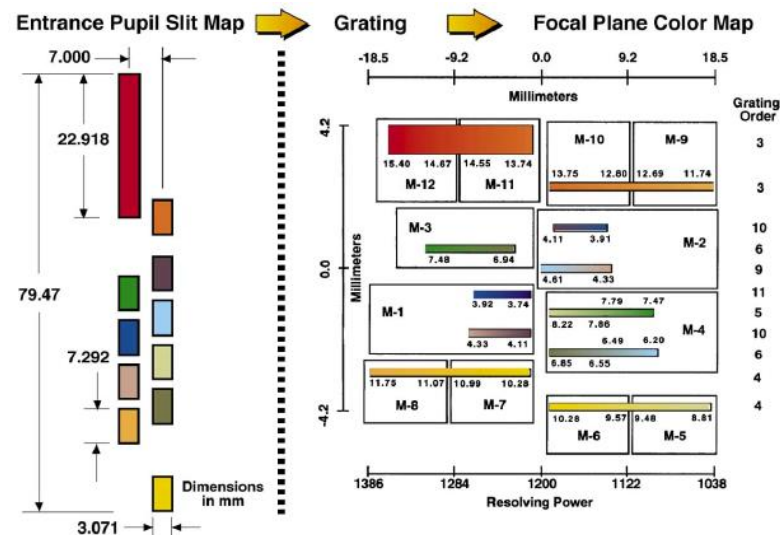 Entrance Pupil Slit Map
Grating
Focal Plane Color Map
7.000
22.918
79.47
7.292
3.071
Dimensions
in mm
-18.5 -9.2 0.0 9.2 18.5
Millimeters
Grating
Order
4.2
0.0
-4.2
Millimeters
15.40 14.67 14.55 13.74
M-12 M-11
M-10 M-9
13.75 12.80 12.69 11.74
M-3
7.48 6.94
4.11 3.91
M-2
4.61 4.33
3.92 3.74
M-1
4.33 4.11
7.79 7.47
8.22 7.86
M-4
6.49 6.20
6.85 6.55
11.75 11.07 10.99 10.28
M-8 M-7
10.28 9.57 9.48 8.81
M-6 M-5
3
3
10
6
9
11
5
10
6
4
4
1386 1284 1200 1122 1038
Resolving Power